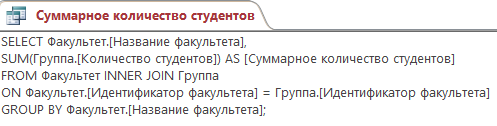 Суммарное количество студентов
SELECT Факультет.[Название факультета],
SUM(Группа.[Количество студентов]) AS [Суммарное количество студентов]
FROM Факультет INNER JOIN Группа
ON Факультет.[Идентификатор факультета] = Группа.[Идентификатор факультета]
GROUP BY Факультет.[Название факультета];